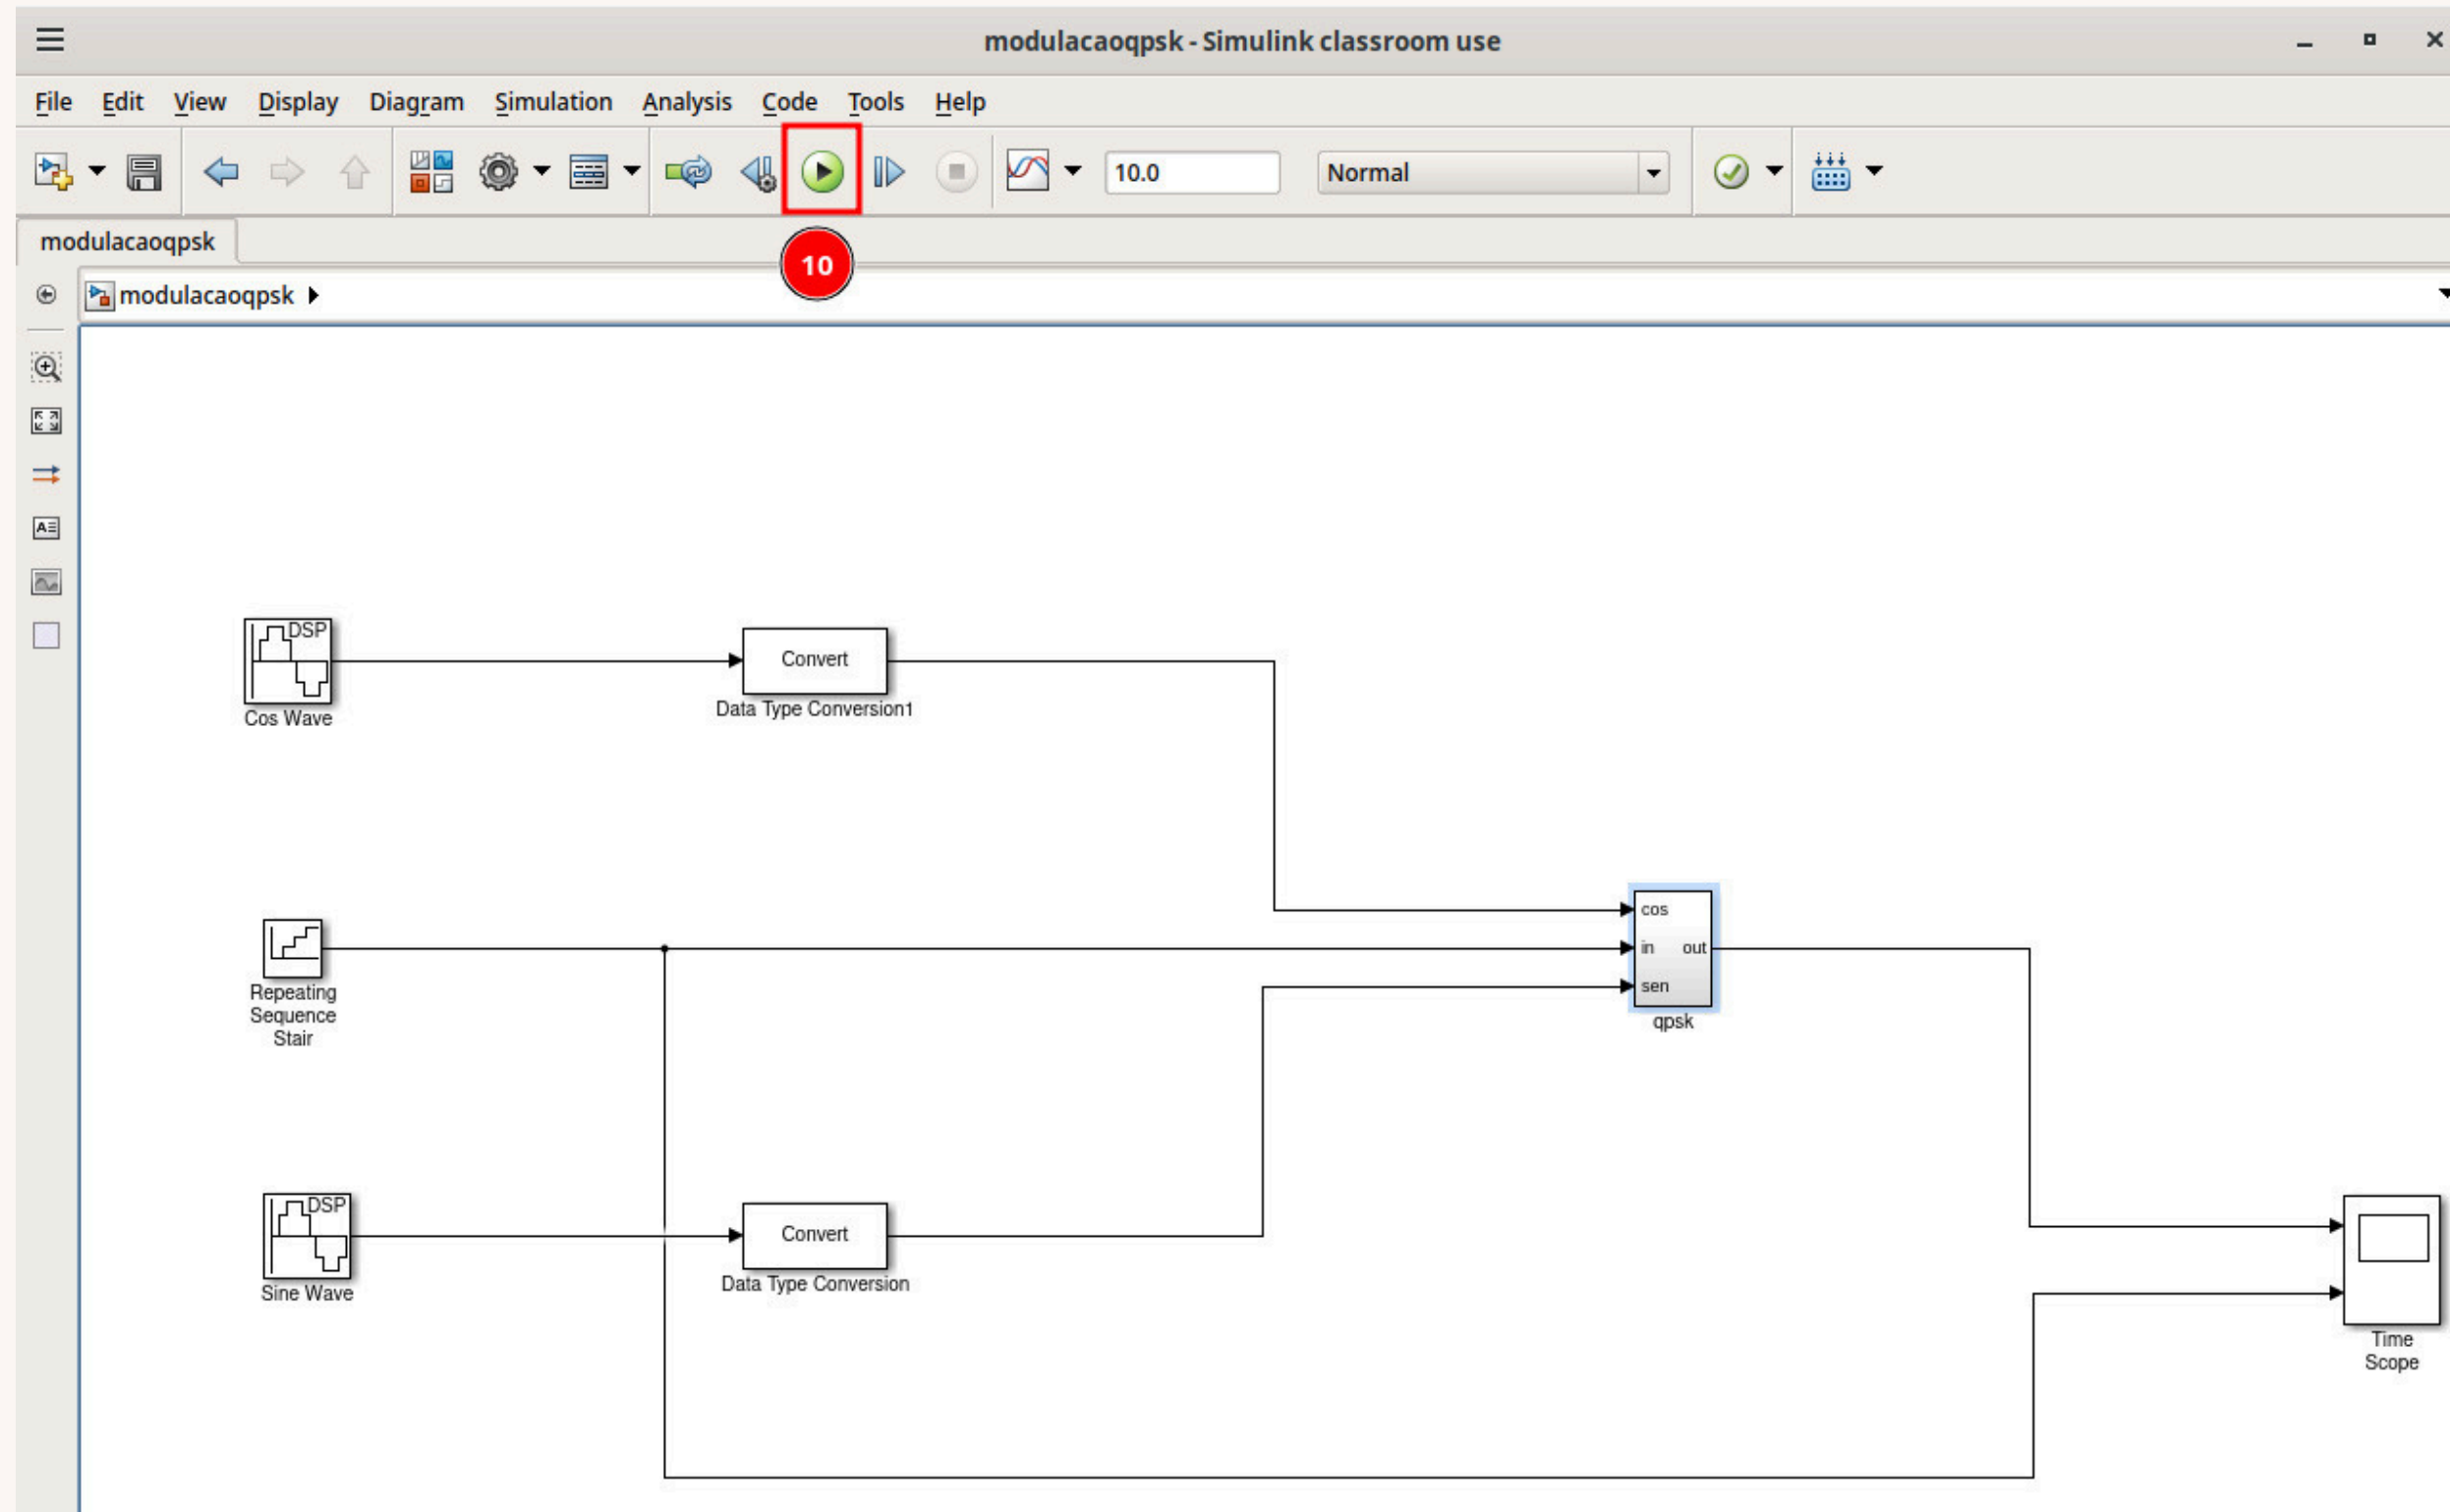 modulacaoqpsk - Simulink classroom use
File Edit View Display Diagram Simulation Analysis Code Tools Help
10.0 Normal
modulacaoqpsk
10
modulacaoqpsk
DSP
Cos Wave
Convert
Data Type Conversion1
Repeating
Sequence
Stair
cos
in out
sen
qpsk
DSP
Sine Wave
Convert
Data Type Conversion
Time
Scope